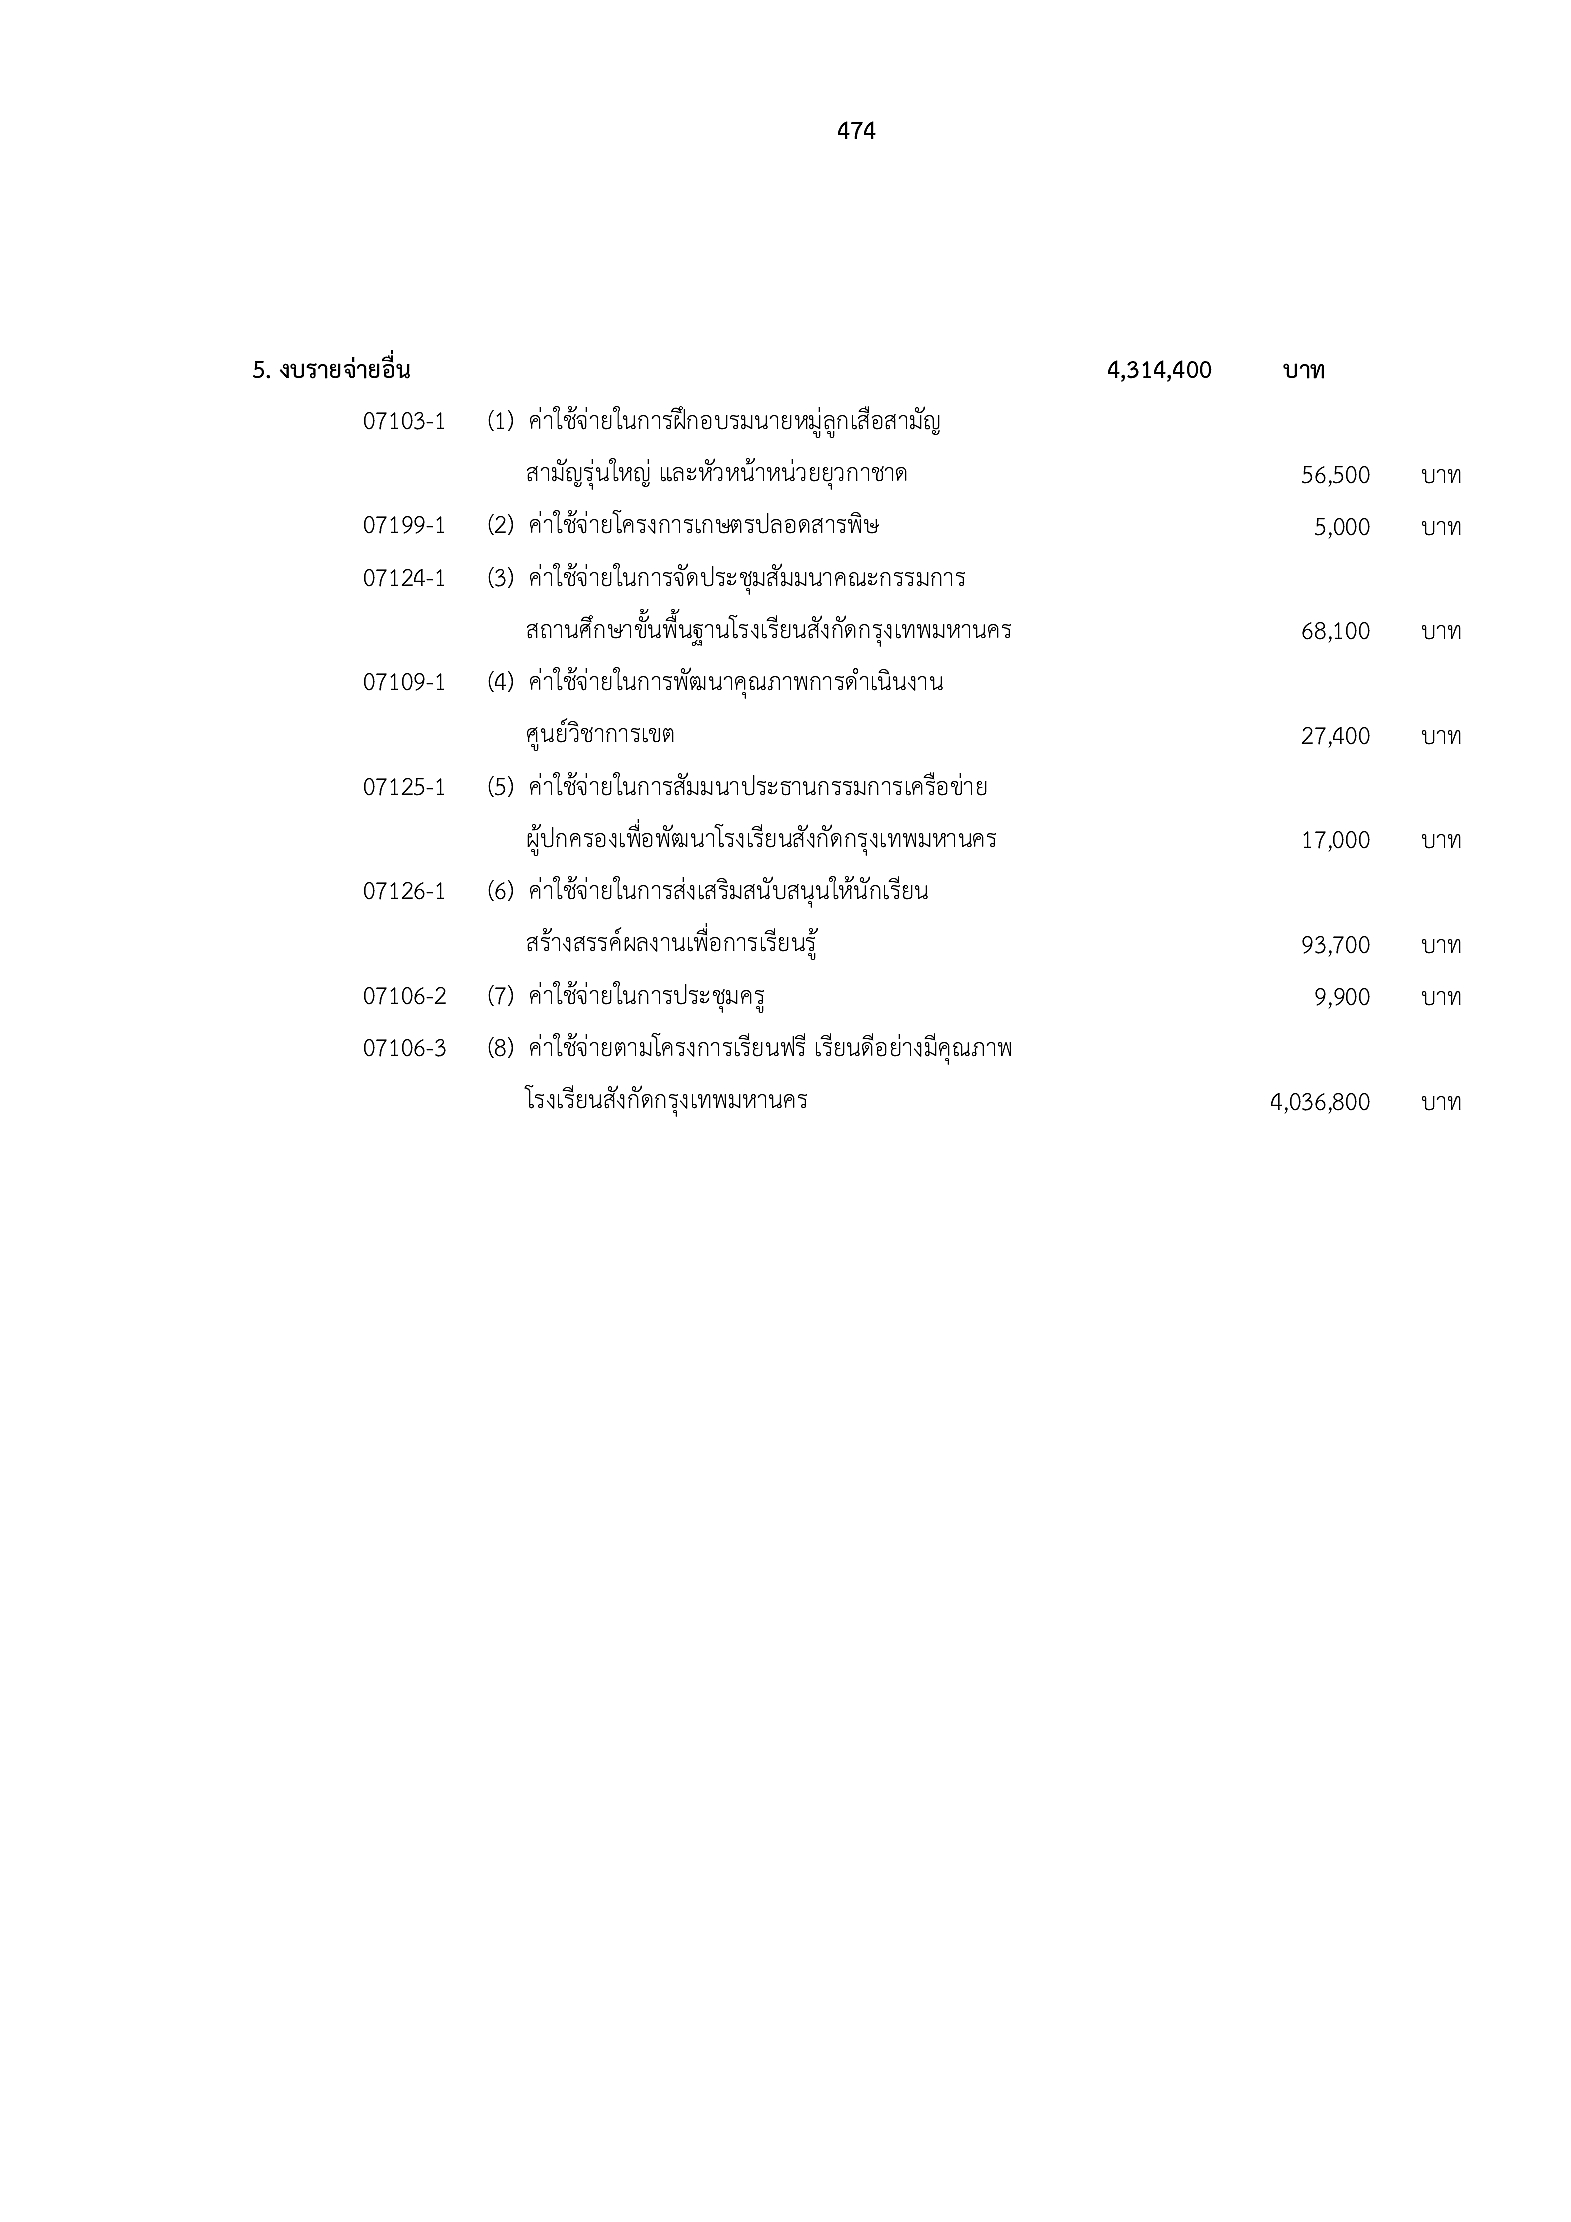 474
5. งบรายจ่ายอื่น 4,314,400 บาท
07103-1 (1) ค่าใช้จ่ายในการฝึกอบรมนายหมู่ลูกเสือสามัญ
สามัญรุ่นใหญ่ และหัวหน้าหน่วยยุวกาชาด 56,500 บาท
07199-1 (2) ค่าใช้จ่ายโครงการเกษตรปลอดสารพิษ 5,000 บาท
07124-1 (3) ค่าใช้จ่ายในการจัดประชุมสัมมนาคณะกรรมการ
สถานศึกษาขั้นพื้นฐานโรงเรียนสังกัดกรุงเทพมหานคร 68,100 บาท
07109-1 (4) ค่าใช้จ่ายในการพัฒนาคุณภาพการดำเนินงาน
ศูนย์วิชาการเขต 27,400 บาท
07125-1 (5) ค่าใช้จ่ายในการสัมมนาประธานกรรมการเครือข่าย
ผู้ปกครองเพื่อพัฒนาโรงเรียนสังกัดกรุงเทพมหานคร 17,000 บาท
07126-1 (6) ค่าใช้จ่ายในการส่งเสริมสนับสนุนให้นักเรียน
สร้างสรรค์ผลงานเพื่อการเรียนรู้ 93,700 บาท
07106-2 (7) ค่าใช้จ่ายในการประชุมครู 9,900 บาท
07106-3 (8) ค่าใช้จ่ายตามโครงการเรียนฟรี เรียนดีอย่างมีคุณภาพ
โรงเรียนสังกัดกรุงเทพมหานคร 4,036,800 บาท